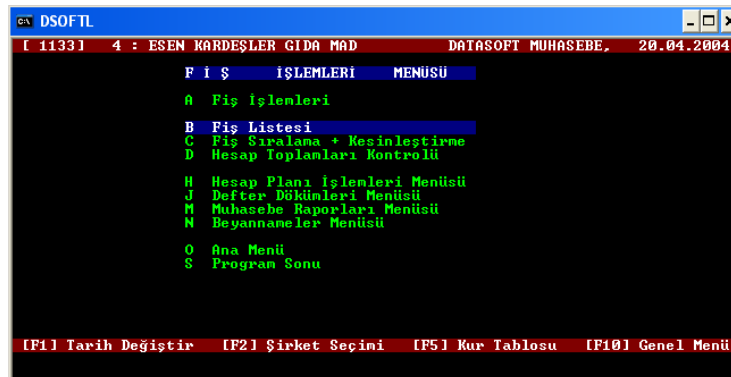 DSOFTL
[ 1133] 4 : ESEN KARDEŞLER GIDA MAD DATASOFT MUHASEBE, 20.04.2004
F İ Ş İŞLEMLERİ MENÜSÜ
A Fiş İşlemleri
B Fiş Listesi
C Fiş Sıralama + Kesinleştirme
D Hesap Toplamları Kontrolü
H Hesap Planı İşlemleri Menüsü
J Defter Dökümleri Menüsü
M Muhasebe Raporları Menüsü
N Beyannameler Menüsü
O Ana Menü
S Program Sonu
[F1] Tarih Değiştir [F2] Şirket Seçimi [F5] Kur Tablosu [F10] Genel Menü